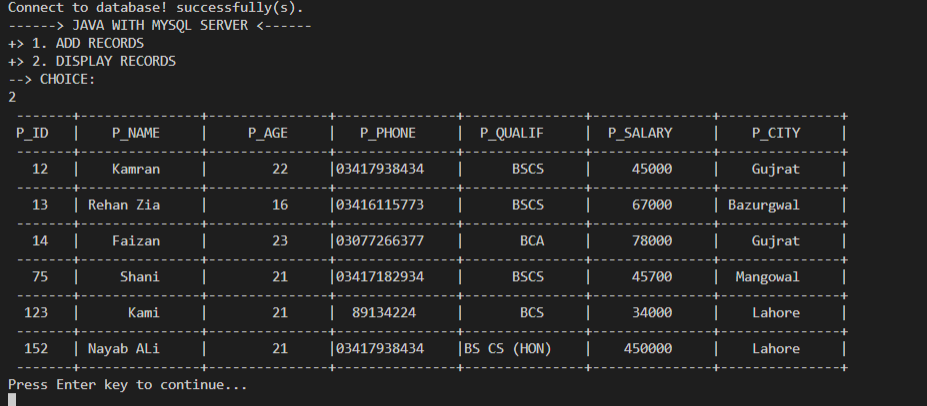 Connect to database! successfully(s).
------> JAVA WITH MYSQL SERVER <------
+> 1. ADD RECORDS
+> 2. DISPLAY RECORDS
--> CHOICE:
2
 -------+---------------+---------------+---------------+---------------+---------------+---------------+
 P_ID   |    P_NAME     |     P_AGE     |   P_PHONE     |  P_QUALIF     |  P_SALARY     |    P_CITY     |
 -------+---------------+---------------+---------------+---------------+---------------+---------------+
   12   |    Kamran     |        22     |03417938434    |      BSCS     |     45000     |    Gujrat     |
 -------+---------------+---------------+---------------+---------------+---------------+---------------+
   13   | Rehan Zia     |        16     |03416115773    |      BSCS     |     67000     | Bazurgwal     |
 -------+---------------+---------------+---------------+---------------+---------------+---------------+
   14   |    Faizan     |        23     |03077266377    |       BCA     |     78000     |    Gujrat     |
 -------+---------------+---------------+---------------+---------------+---------------+---------------+
   75   |     Shani     |        21     |03417182934    |      BSCS     |     45700     |  Mangowal     |
 -------+---------------+---------------+---------------+---------------+---------------+---------------+
  123   |      Kami     |        21     |  89134224     |       BCS     |     34000     |    Lahore     |
 -------+---------------+---------------+---------------+---------------+---------------+---------------+
  152   | Nayab ALi     |        21     |03417938434    |BS CS (HON)    |    450000     |    Lahore     |
 -------+---------------+---------------+---------------+---------------+---------------+---------------+
Press Enter key to continue...